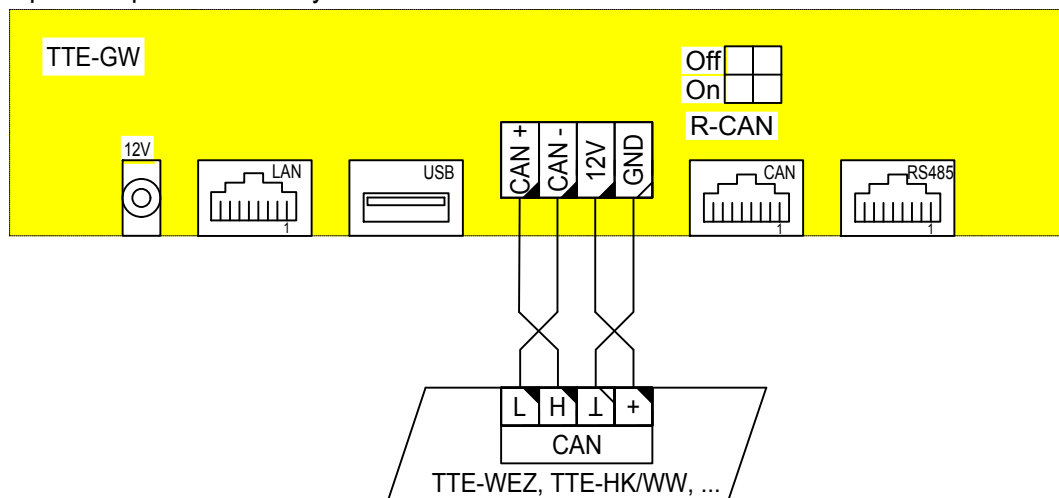 TTE-GW
Off
On
R-CAN
12V
LAN
1
USB
CAN +
CAN -
12V
GND
CAN
1
RS485
1
L H ⊥ +
CAN
TTE-WEZ, TTE-HK/WW, ...